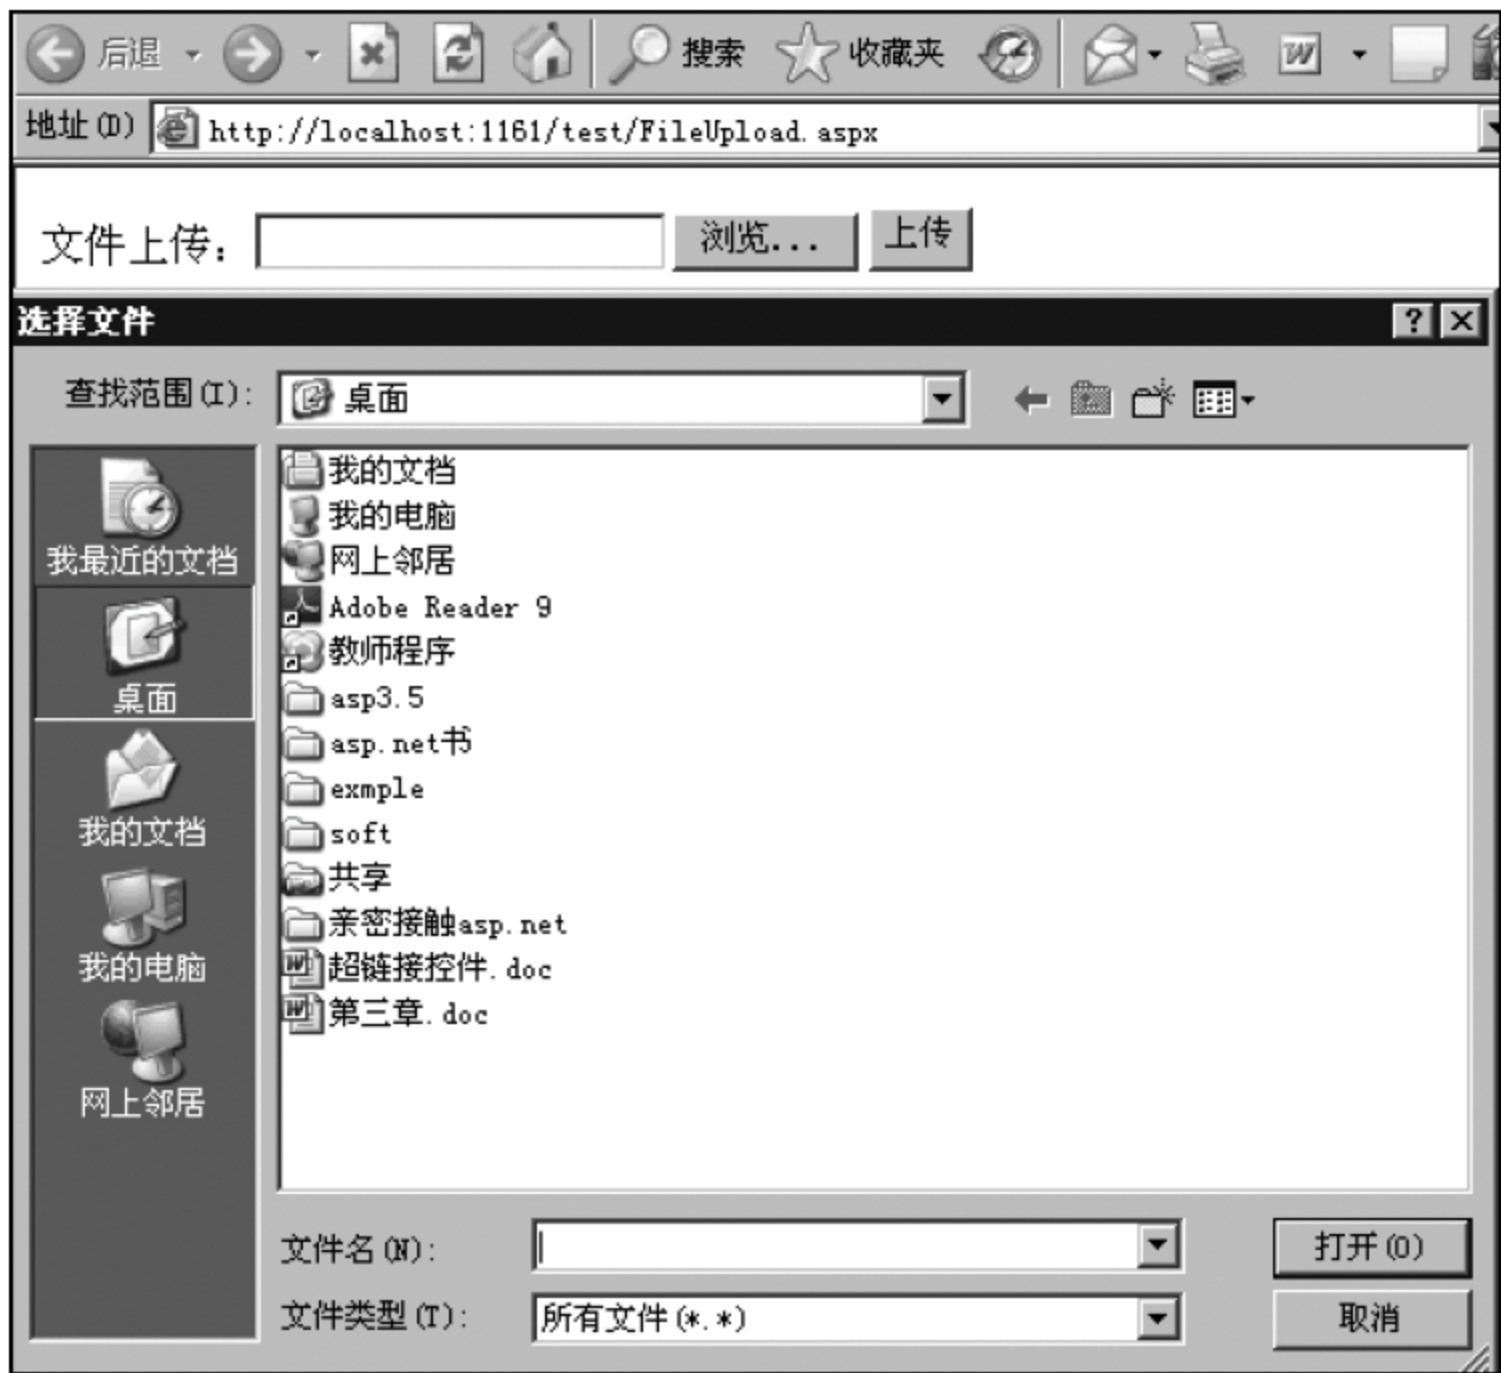 后退 搜索 收藏夹
地址(D) http://localhost:1161/test/FileUpload.aspx
文件上传: 浏览... 上传
选择文件
查找范围(I): 桌面
我最近的文档
桌面
我的文档
我的电脑
网上邻居
我的文档
我的电脑
网上邻居
Adobe Reader 9
教师程序
asp3.5
asp.net书
exmple
soft
共享
亲密接触asp.net
超链接控件.doc
第三章.doc
文件名(N): 打开(O)
文件类型(T): 所有文件(*.*) 取消